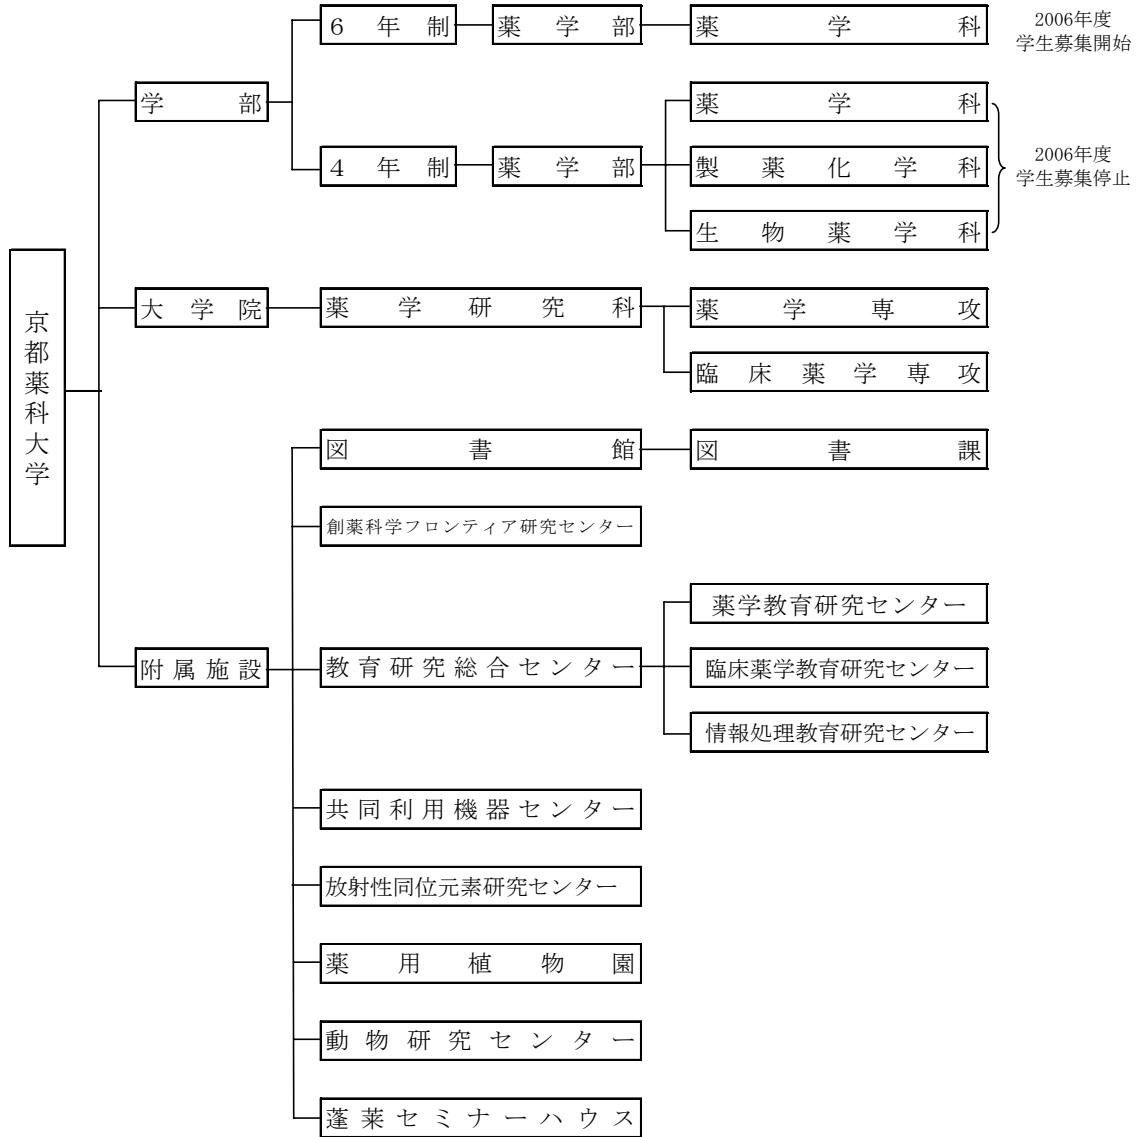 6年制 薬学部 薬学科
2006年度
学生募集開始
学部
薬学科
4年制 薬学部 製薬化学科
2006年度
学生募集停止
生物薬学科
京都薬科大学
大学院 薬学研究科 薬学専攻
臨床薬学専攻
図書館 図書課
創薬科学フロンティア研究センター
薬学教育研究センター
附属施設 教育研究総合センター 臨床薬学教育研究センター
情報処理教育研究センター
共同利用機器センター
放射性同位元素研究センター
薬用植物園
動物研究センター
蓬莱セミナーハウス